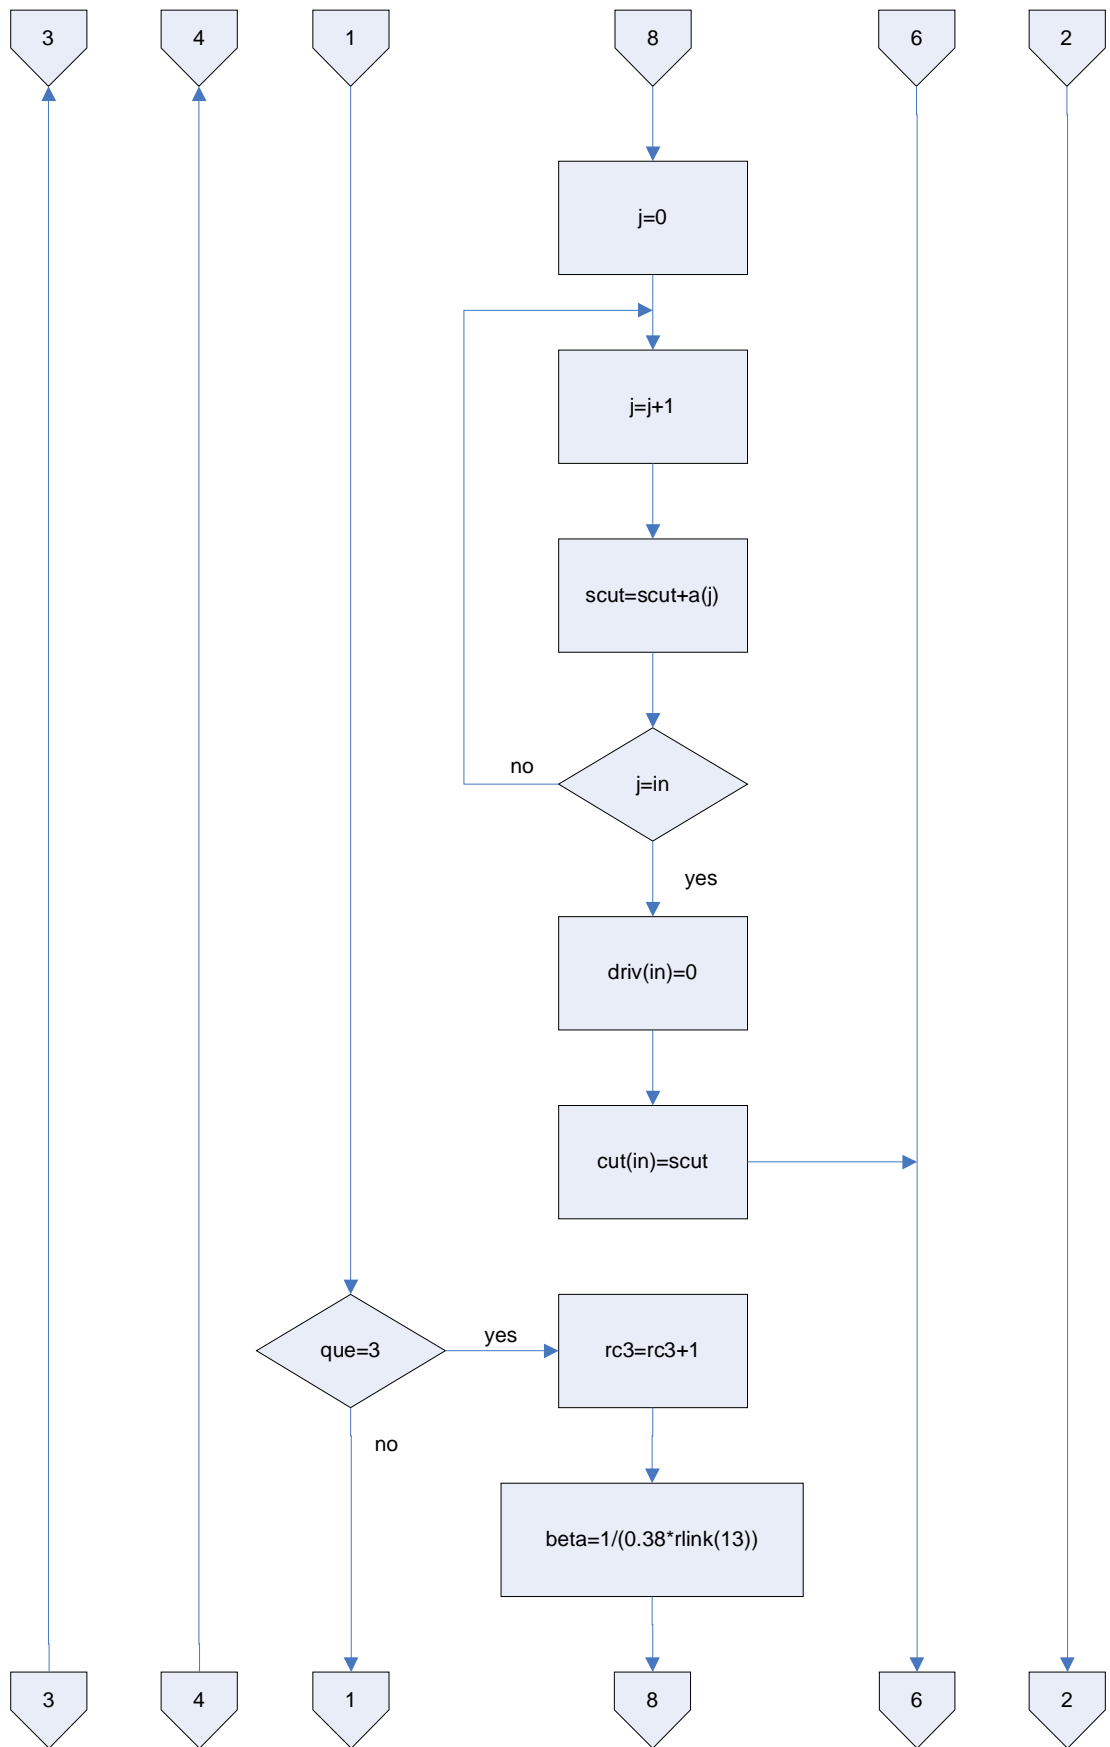 3
4
1
8
6
2
j=0
j=j+1
scut=scut+a(j)
no
j=in
yes
driv(in)=0
cut(in)=scut
que=3
yes
rc3=rc3+1
no
beta=1/(0.38*rlink(13))
3
4
1
8
6
2